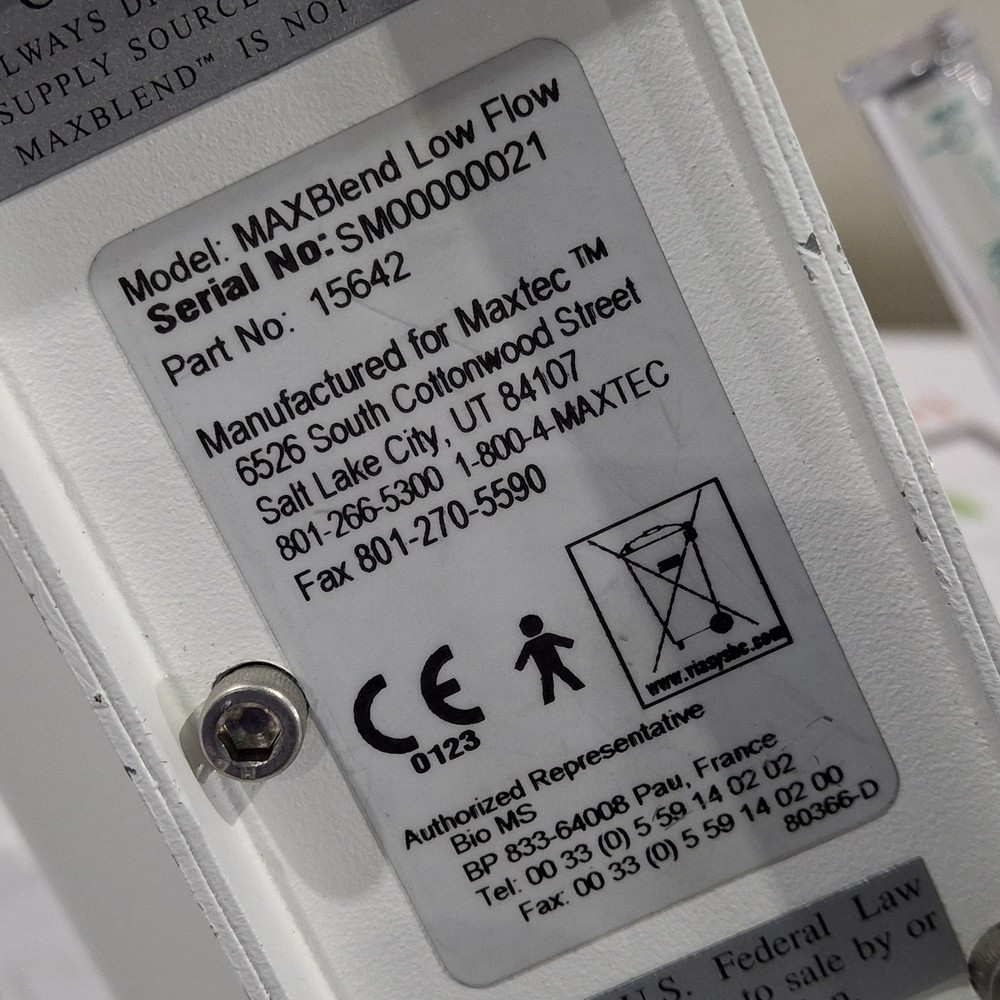 ALWAYS
SUPPLY SOURCE
MAXBLEND™ IS NOT
Model: MAXBlend Low Flow
Serial No: SM00000021
Part No: 15642
Manufactured for Maxtec™
6526 South Cottonwood Street
Salt Lake City, UT 84107
801-266-5300 1-800-4-MAXTEC
Fax 801-270-5590
www.viasyshc.com
CE
0123
Authorized Representative
Bio MS
BP 833-64008 Pau, France
Tel: 00 33 (0) 5 59 14 02 02
Fax: 00 33 (0) 5 59 14 02 00
80366-D
U.S. Federal Law
to sale by or